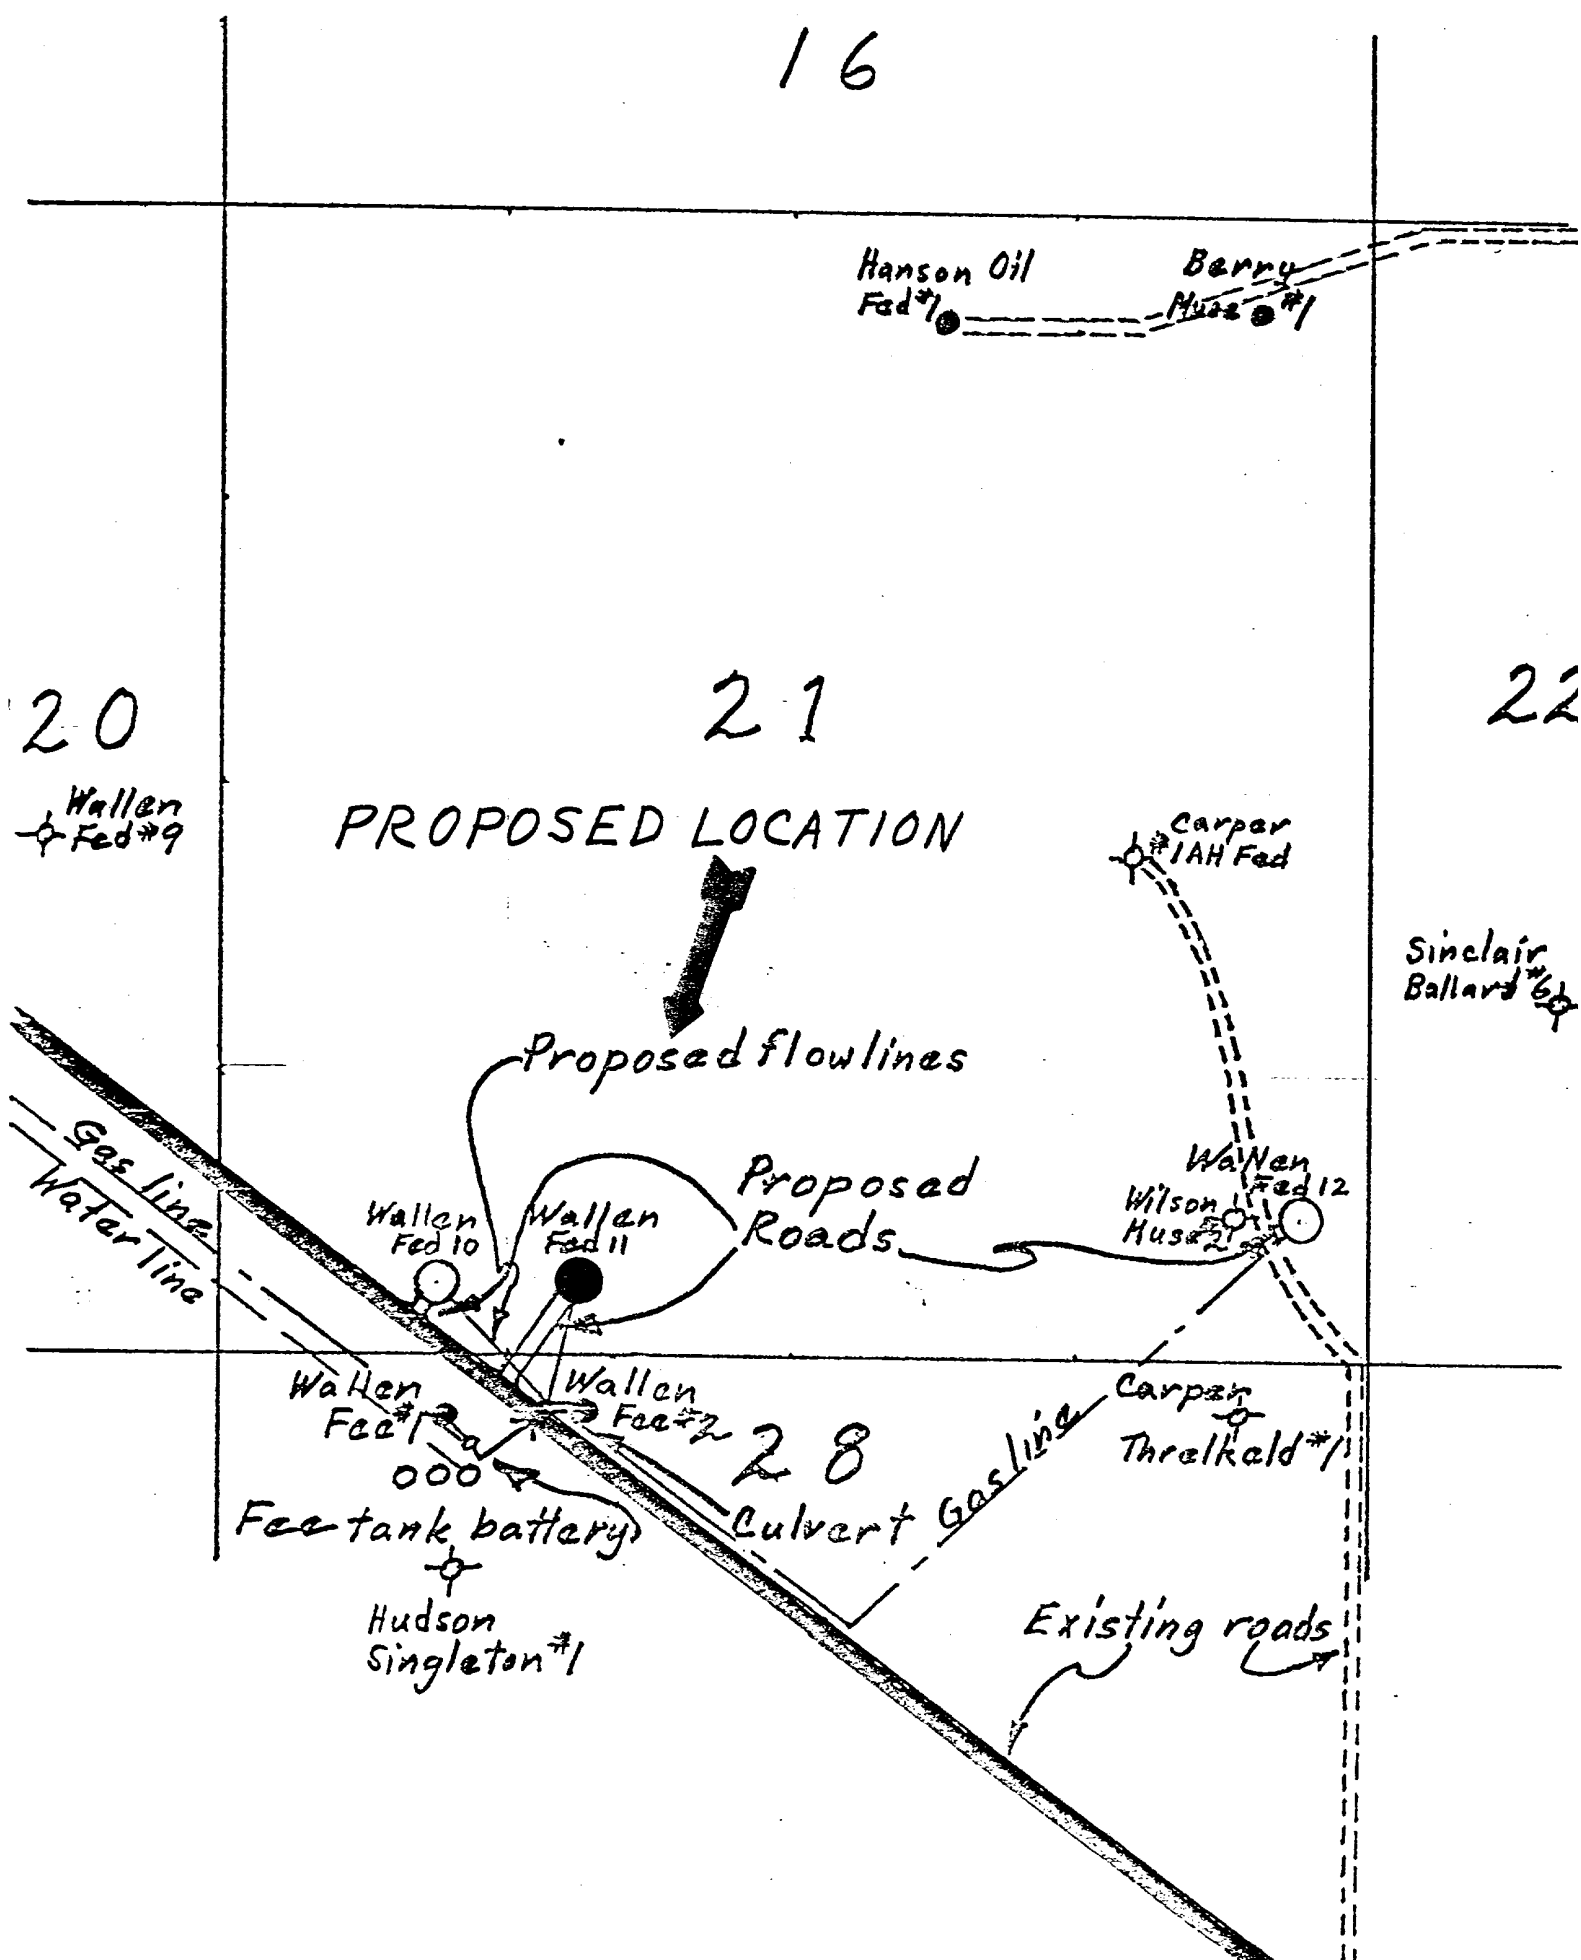 16
Hanson Oil
Fed #1
Berry
Muse #1
20
21
22
Wallen
Fed #9
PROPOSED LOCATION
Carper
#1 AH Fed
Sinclair
Ballard #6
Proposed flowlines
Gas line
Water line
Proposed
Roads
Wallen
Fed 10
Wallen
Fed 11
Wallen
Fed 12
Wilson
Muse 2
Wallen
Fee #1
Wallen
Fee #2
28
Carper
Threlkeld #1
Gas line
Culvert
Fee tank battery
Hudson
Singleton #1
Existing roads